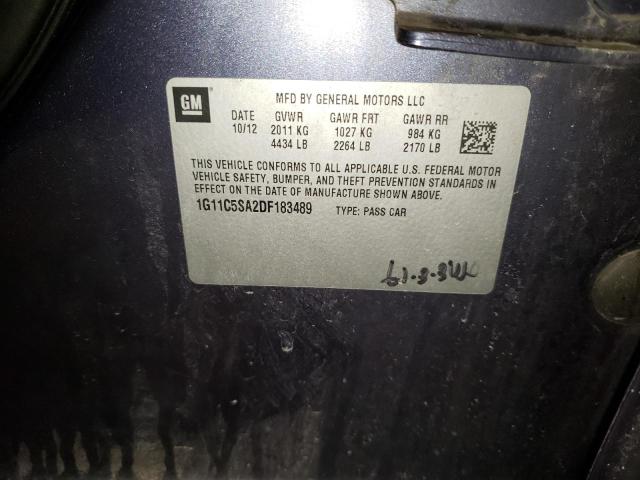 GM
MFD BY GENERAL MOTORS LLC
DATE GVWR GAWR FRT GAWR RR
10/12 2011 KG 1027 KG 984 KG
4434 LB 2264 LB 2170 LB
THIS VEHICLE CONFORMS TO ALL APPLICABLE U.S. FEDERAL MOTOR
VEHICLE SAFETY, BUMPER, AND THEFT PREVENTION STANDARDS IN
EFFECT ON THE DATE OF MANUFACTURE SHOWN ABOVE.
1G11C5SA2DF183489 TYPE: PASS CAR